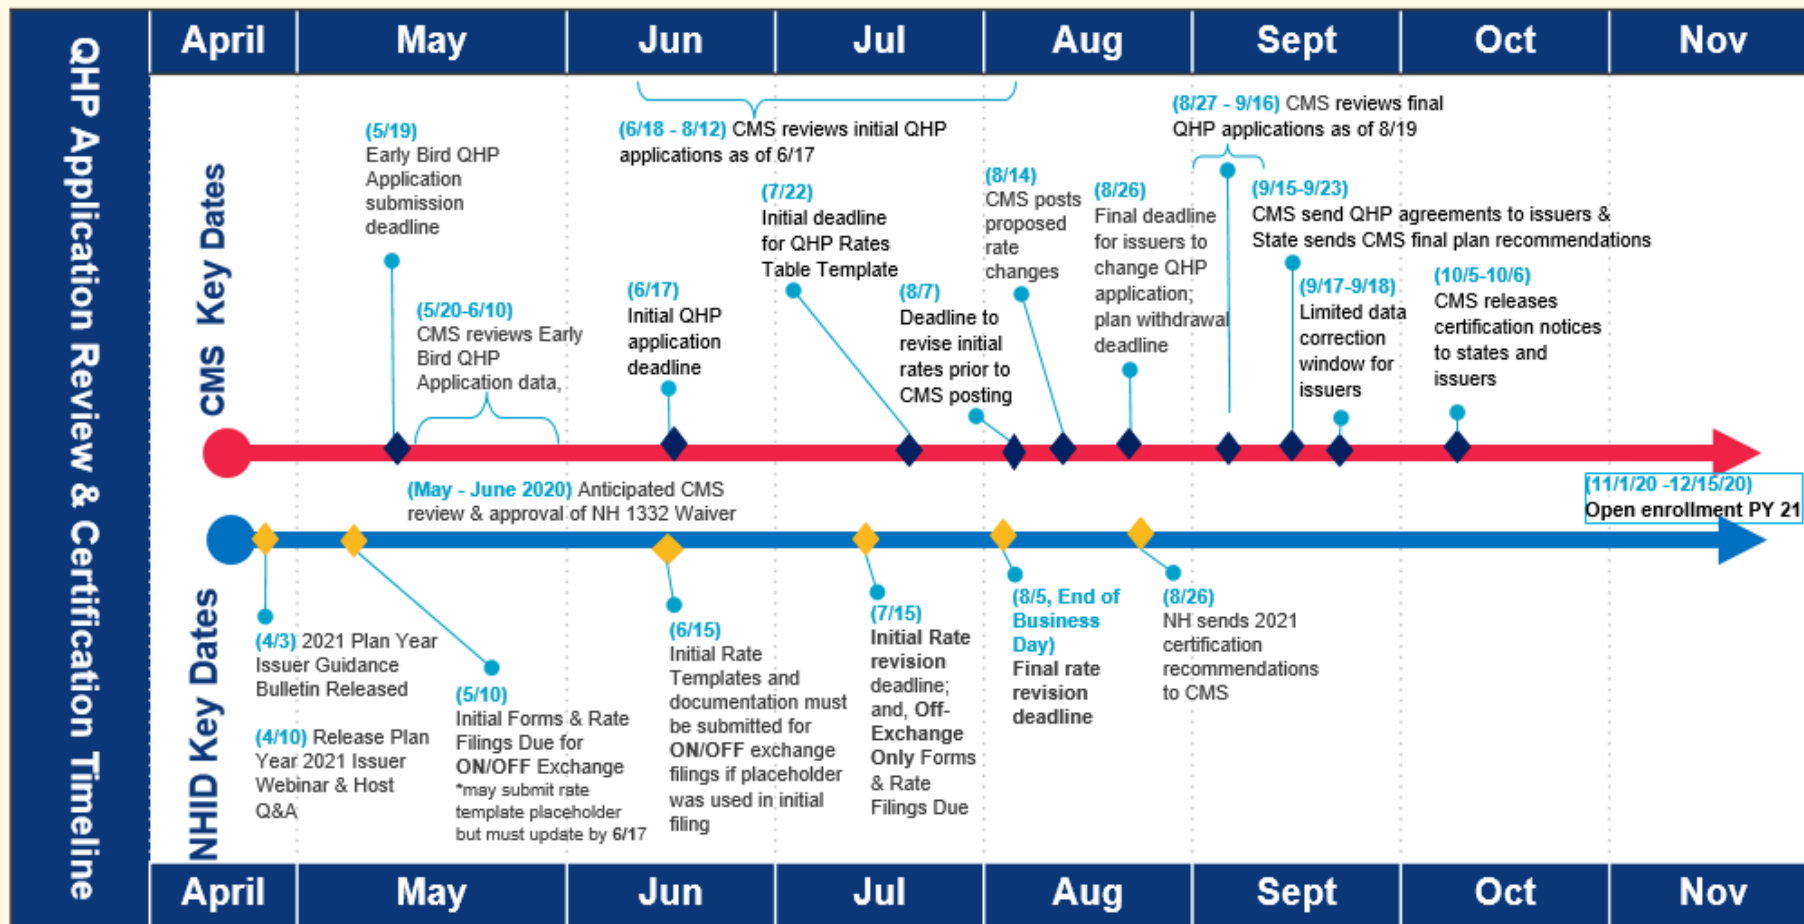 QHP Application Review & Certification Timeline
April May Jun Jul Aug Sept Oct Nov
CMS Key Dates
(5/19)
Early Bird QHP
Application
submission
deadline
(5/20-6/10)
CMS reviews Early
Bird QHP
Application data,
(6/18 - 8/12) CMS reviews initial QHP
applications as of 6/17
(6/17)
Initial QHP
application
deadline
(7/22)
Initial deadline
for QHP Rates
Table Template
(8/7)
Deadline to
revise initial
rates prior to
CMS posting
(8/14)
CMS posts
proposed
rate
changes
(8/26)
Final deadline
for issuers to
change QHP
application;
plan withdrawal
deadline
(8/27 - 9/16) CMS reviews final
QHP applications as of 8/19
(9/15-9/23)
CMS send QHP agreements to issuers &
State sends CMS final plan recommendations
(9/17-9/18)
Limited data
correction
window for
issuers
(10/5-10/6)
CMS releases
certification notices
to states and
issuers
(May - June 2020) Anticipated CMS
review & approval of NH 1332 Waiver
(11/1/20 -12/15/20)
Open enrollment PY 21
NHID Key Dates
(4/3) 2021 Plan Year
Issuer Guidance
Bulletin Released
(4/10) Release Plan
Year 2021 Issuer
Webinar & Host
Q&A
(5/10)
Initial Forms & Rate
Filings Due for
ON/OFF Exchange
*may submit rate
template placeholder
but must update by 6/17
(6/15)
Initial Rate
Templates and
documentation must
be submitted for
ON/OFF exchange
filings if placeholder
was used in initial
filing
(7/15)
Initial Rate
revision
deadline;
and, Off-
Exchange
Only Forms
& Rate
Filings Due
(8/5, End of
Business
Day)
Final rate
revision
deadline
(8/26)
NH sends 2021
certification
recommendations
to CMS
April May Jun Jul Aug Sept Oct Nov